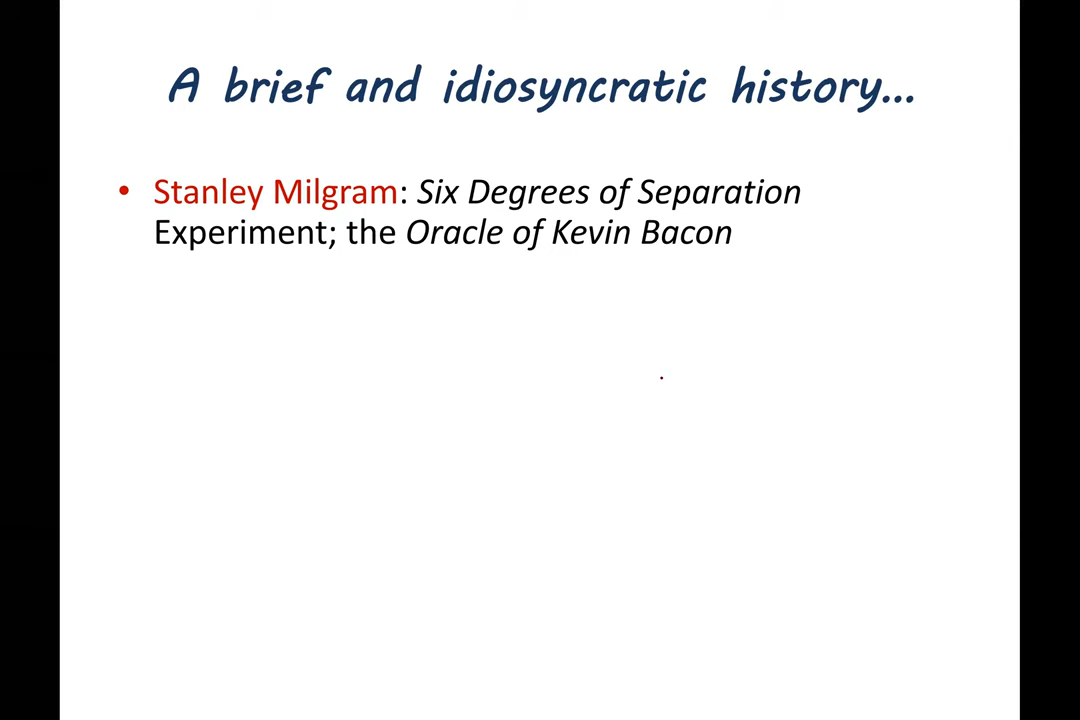 A brief and idiosyncratic history...
• Stanley Milgram: Six Degrees of Separation
Experiment; the Oracle of Kevin Bacon